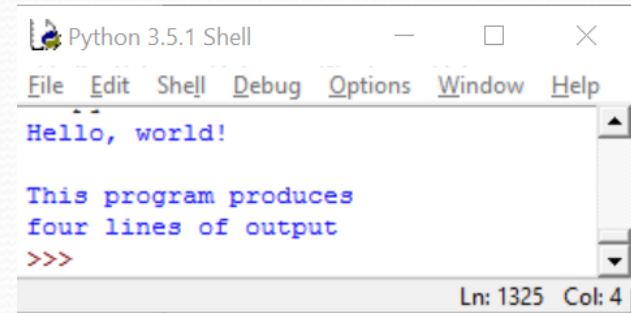 Python 3.5.1 Shell
File Edit Shell Debug Options Window Help
Hello, world!
This program produces
four lines of output
>>>
Ln: 1325 Col: 4